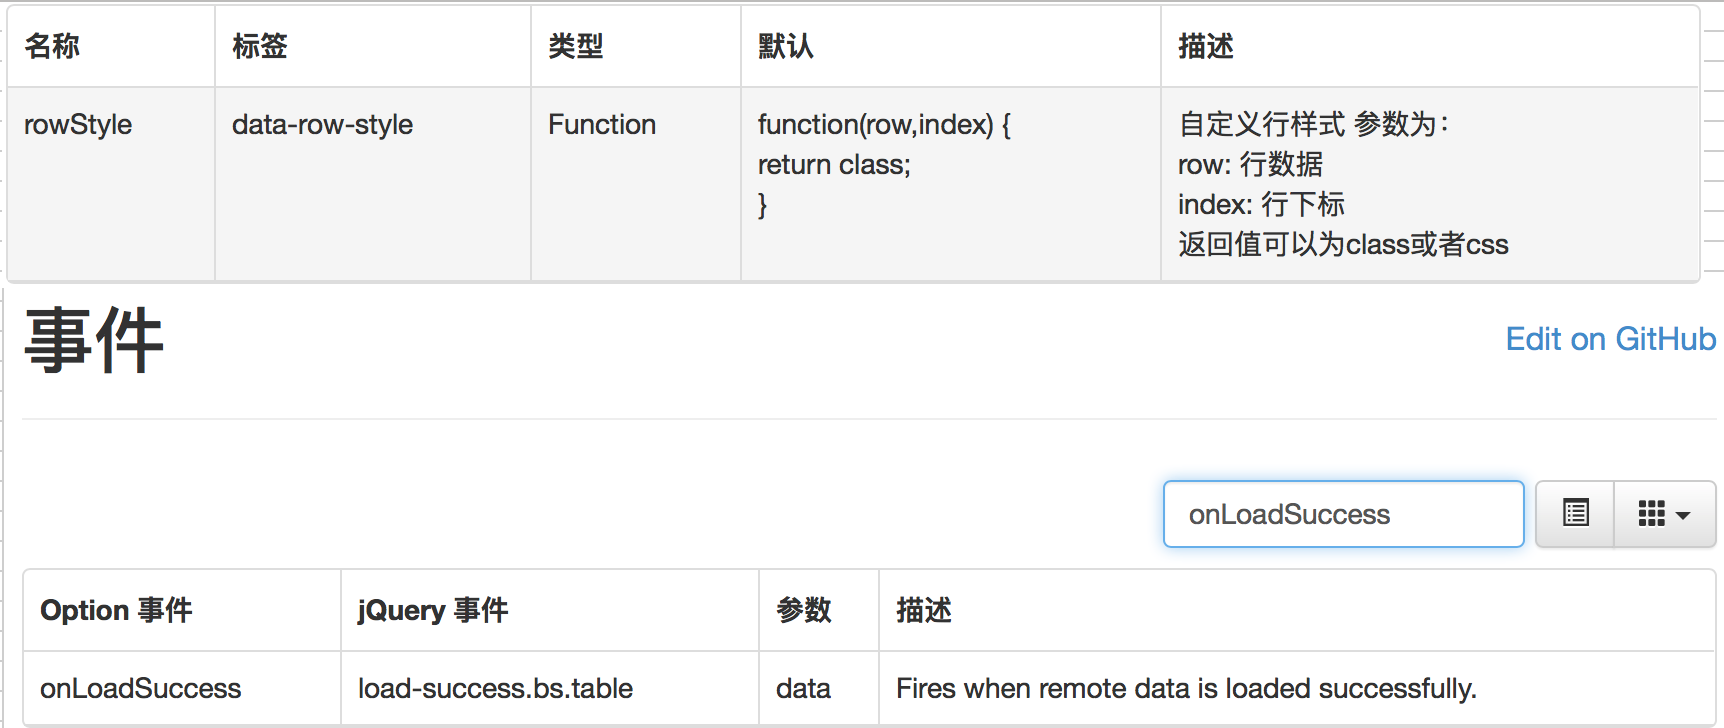 名称 标签 类型 默认 描述
rowStyle data-row-style Function function(row,index) {
return class;
}
自定义行样式 参数为：
row: 行数据
index: 行下标
返回值可以为class或者css
事件
Edit on GitHub
onLoadSuccess
Option 事件 jQuery 事件 参数 描述
onLoadSuccess load-success.bs.table data Fires when remote data is loaded successfully.